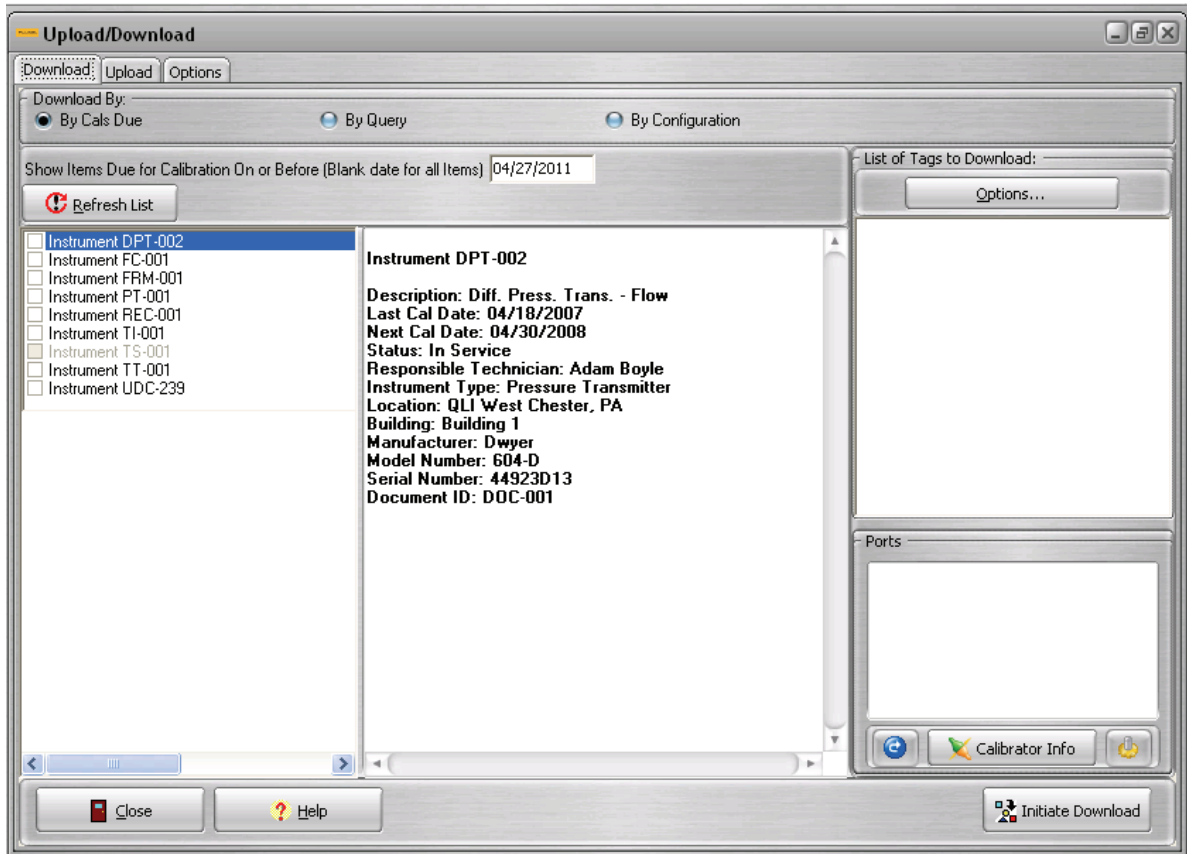 Upload/Download
Download Upload Options
Download By:
By Cals Due By Query By Configuration
Show Items Due for Calibration On or Before (Blank date for all Items) 04/27/2011
Refresh List
Instrument DPT-002
Instrument FC-001
Instrument FRM-001
Instrument PT-001
Instrument REC-001
Instrument TI-001
Instrument TS-001
Instrument TT-001
Instrument UDC-239
Instrument DPT-002
Description: Diff. Press. Trans. - Flow
Last Cal Date: 04/18/2007
Next Cal Date: 04/30/2008
Status: In Service
Responsible Technician: Adam Boyle
Instrument Type: Pressure Transmitter
Location: QLI West Chester, PA
Building: Building 1
Manufacturer: Dwyer
Model Number: 604-D
Serial Number: 44923D13
Document ID: DOC-001
List of Tags to Download:
Options...
Ports
Calibrator Info
Close
Help
Initiate Download